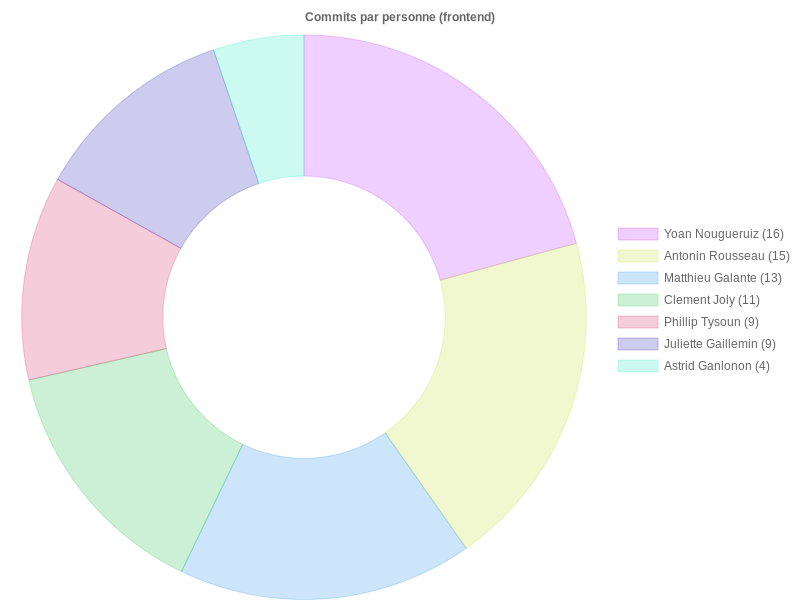 Commits par personne (frontend)
Yoan Nougueruiz (16)
Antonin Rousseau (15)
Matthieu Galante (13)
Clement Joly (11)
Phillip Tysoun (9)
Juliette Gaillemin (9)
Astrid Ganlonon (4)